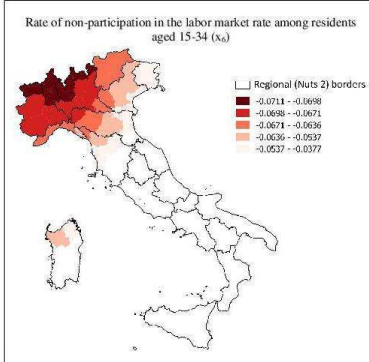 Rate of non-participation in the labor market rate among residents
aged 15-34 (x₆)
Regional (Nuts 2) borders
-0.0711 - -0.0698
-0.0698 - -0.0671
-0.0671 - -0.0636
-0.0636 - -0.0537
-0.0537 - -0.0377